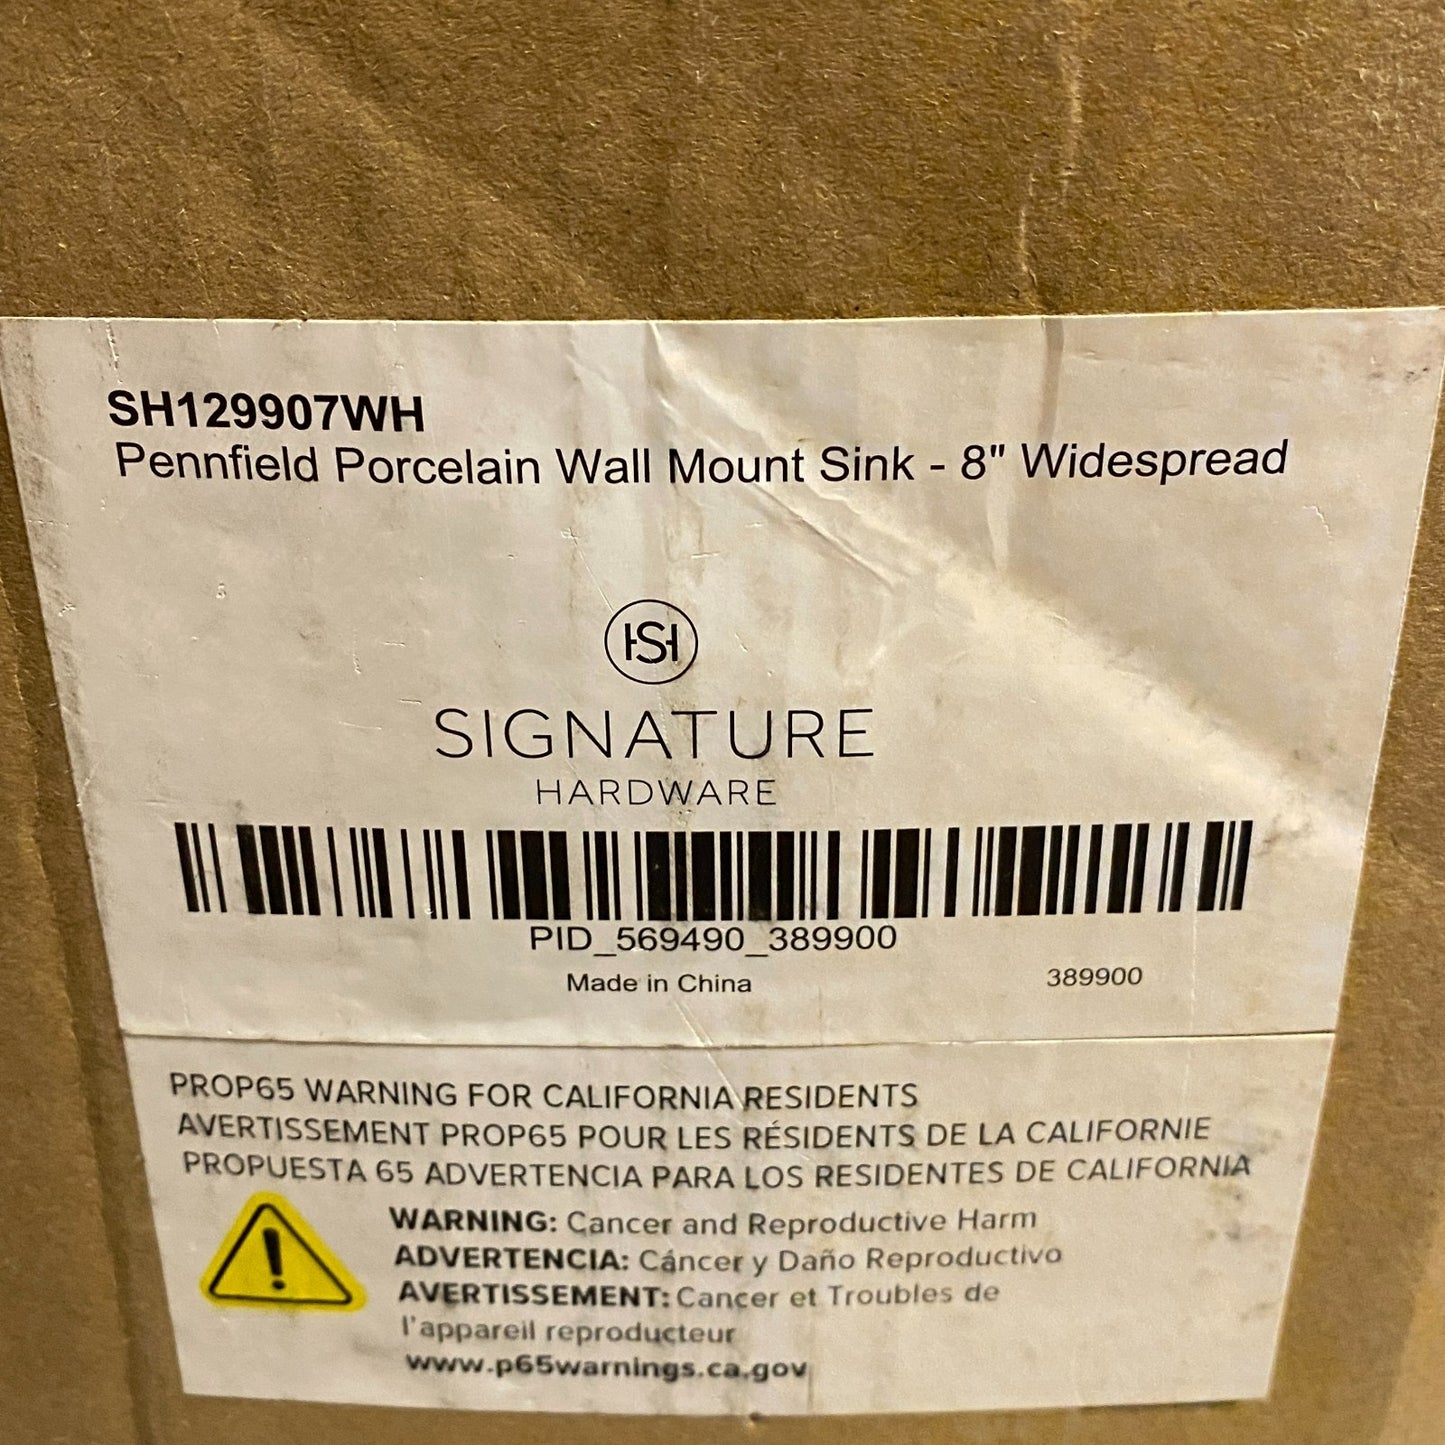 SH129907WH
Pennfield Porcelain Wall Mount Sink - 8" Widespread
HSH
SIGNATURE
HARDWARE
PID_569490_389900
Made in China 389900
PROP65 WARNING FOR CALIFORNIA RESIDENTS
AVERTISSEMENT PROP65 POUR LES RÉSIDENTS DE LA CALIFORNIE
PROPUESTA 65 ADVERTENCIA PARA LOS RESIDENTES DE CALIFORNIA
WARNING: Cancer and Reproductive Harm
ADVERTENCIA: Cáncer y Daño Reproductivo
AVERTISSEMENT: Cancer et Troubles de
l'appareil reproducteur
www.p65warnings.ca.gov